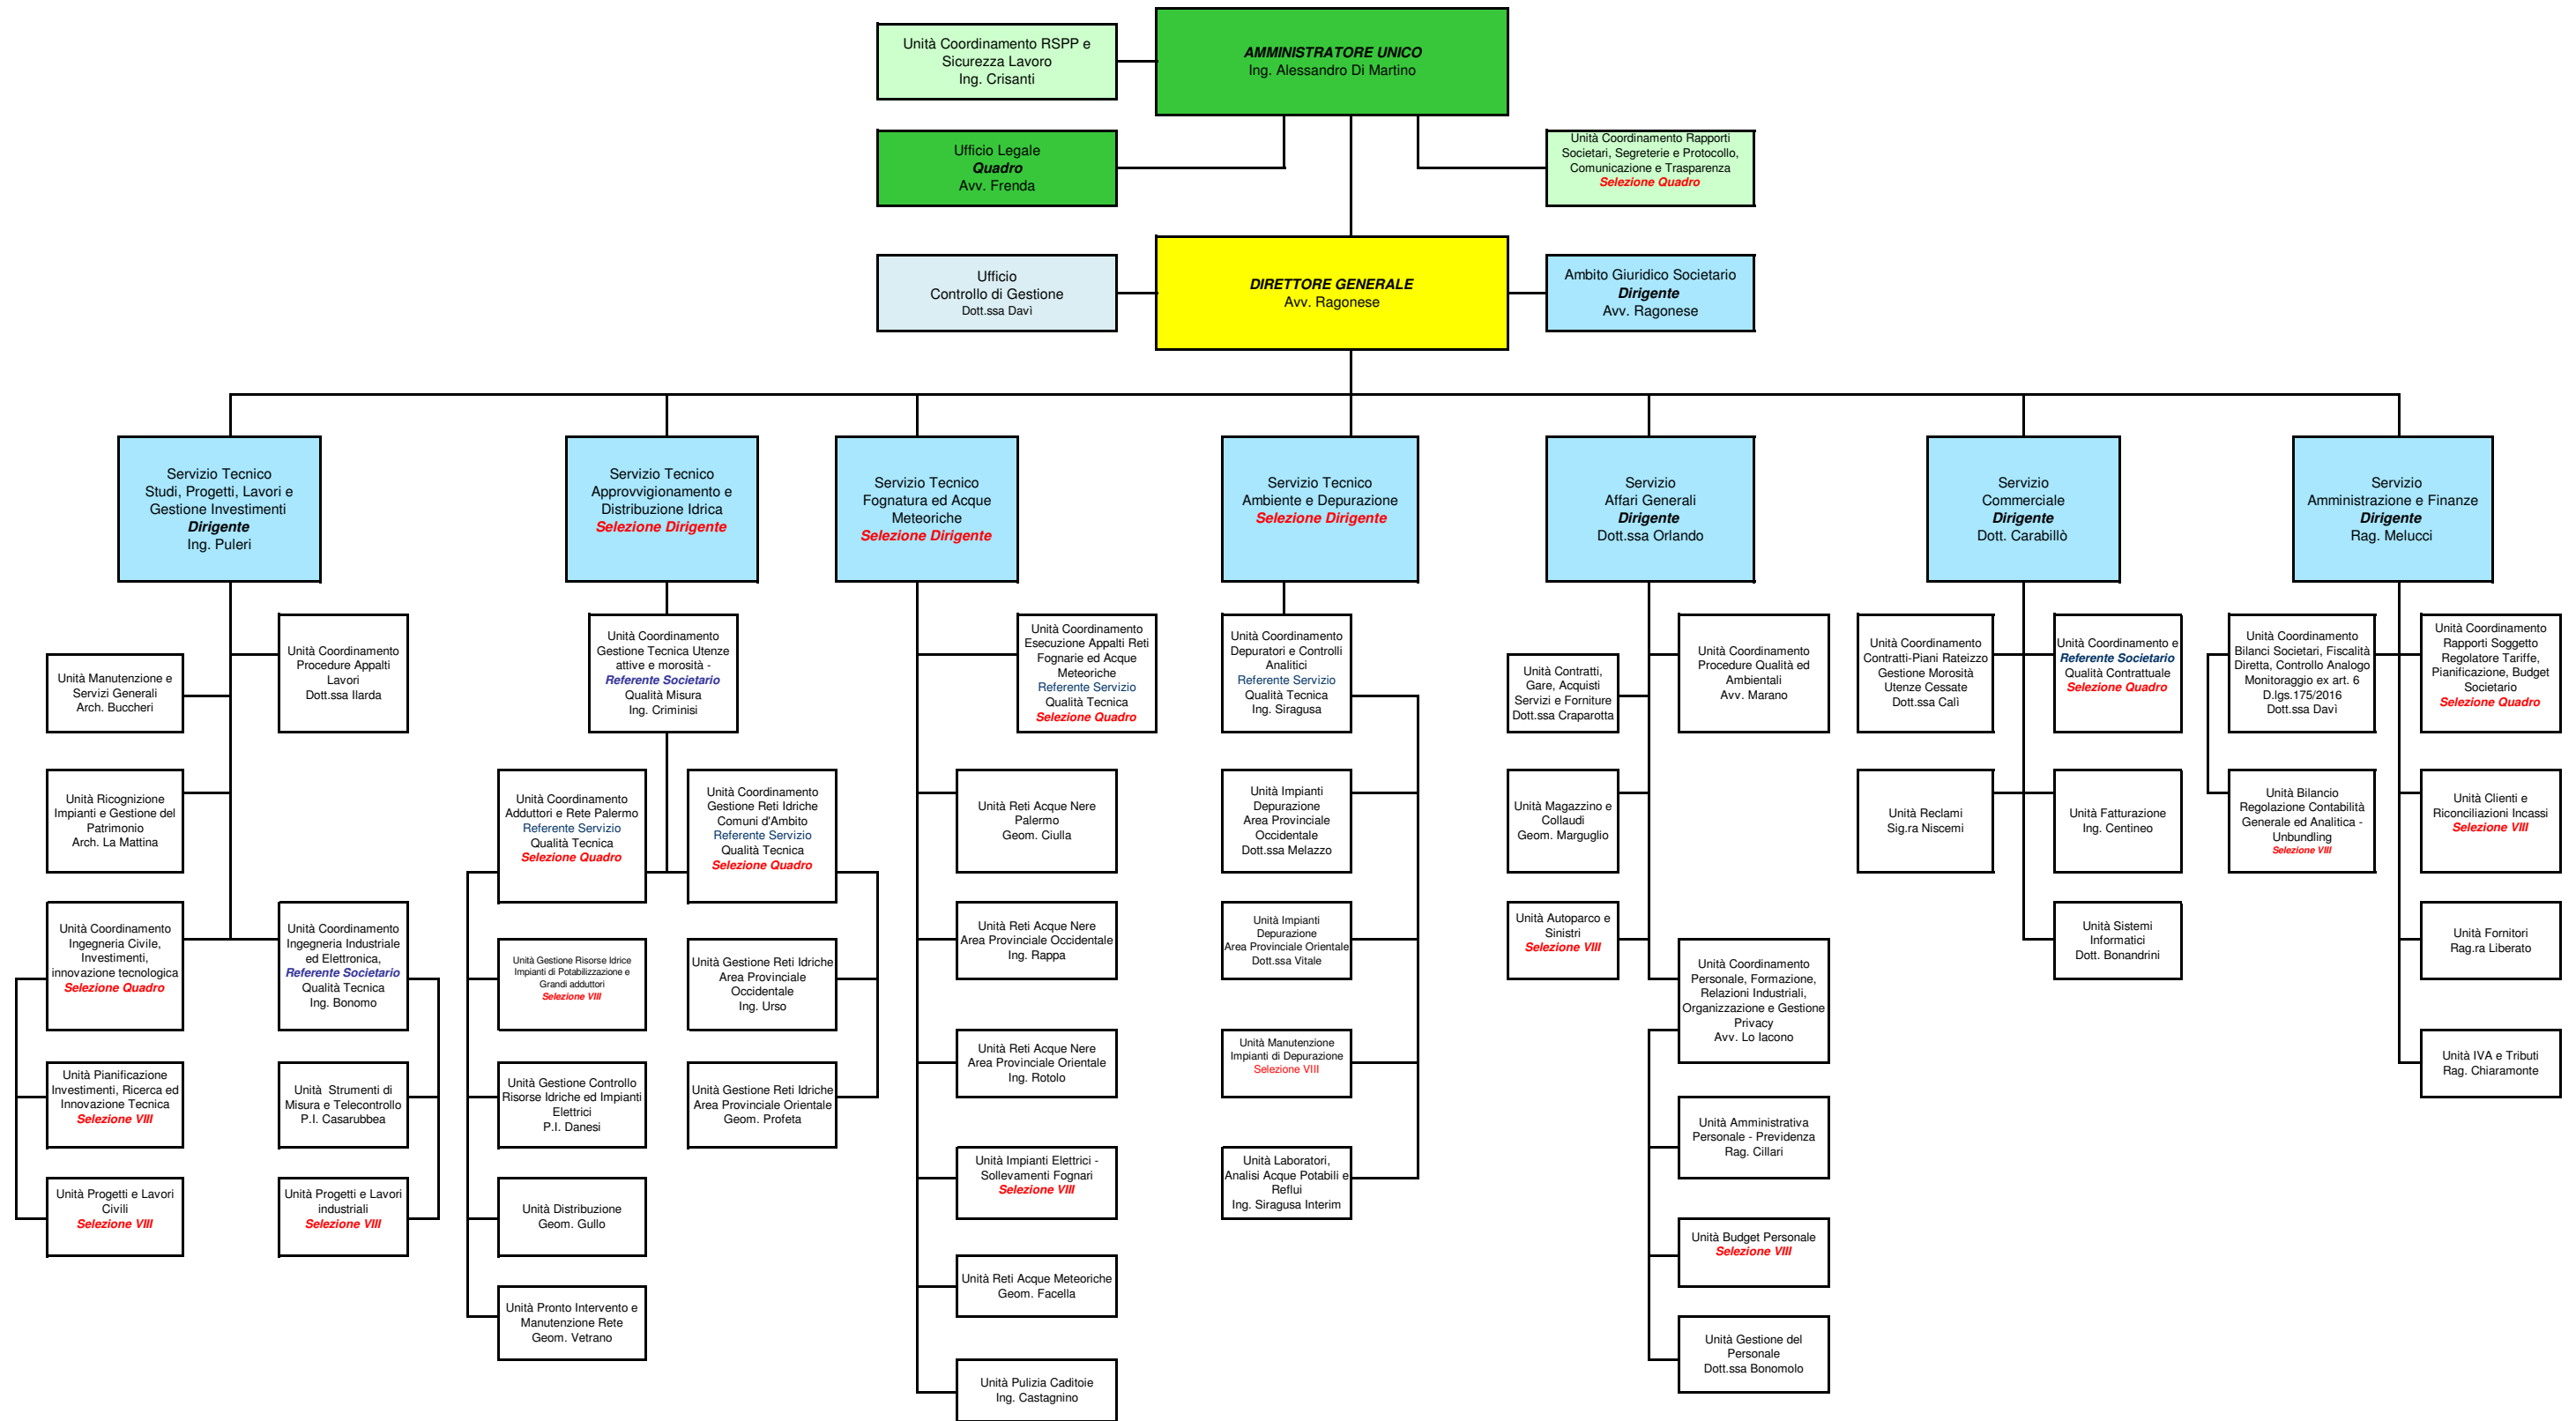 Unità Coordinamento RSPP e
Sicurezza Lavoro
Ing. Crisanti
AMMINISTRATORE UNICO
Ing. Alessandro Di Martino
Ufficio Legale
Quadro
Avv. Frenda
Unità Coordinamento Rapporti
Societari, Segreterie e Protocollo,
Comunicazione e Trasparenza
Selezione Quadro
Ufficio
Controllo di Gestione
Dott.ssa Davì
DIRETTORE GENERALE
Avv. Ragonese
Ambito Giuridico Societario
Dirigente
Avv. Ragonese
Servizio Tecnico
Studi, Progetti, Lavori e
Gestione Investimenti
Dirigente
Ing. Puleri
Servizio Tecnico
Approvvigionamento e
Distribuzione Idrica
Selezione Dirigente
Servizio Tecnico
Fognatura ed Acque
Meteoriche
Selezione Dirigente
Servizio Tecnico
Ambiente e Depurazione
Selezione Dirigente
Servizio
Affari Generali
Dirigente
Dott.ssa Orlando
Servizio
Commerciale
Dirigente
Dott. Carabillò
Servizio
Amministrazione e Finanze
Dirigente
Rag. Melucci
Unità Manutenzione e
Servizi Generali
Arch. Buccheri
Unità Coordinamento
Procedure Appalti
Lavori
Dott.ssa Ilarda
Unità Ricognizione
Impianti e Gestione del
Patrimonio
Arch. La Mattina
Unità Coordinamento
Ingegneria Civile,
Investimenti,
innovazione tecnologica
Selezione Quadro
Unità Coordinamento
Ingegneria Industriale
ed Elettronica,
Referente Societario
Qualità Tecnica
Ing. Bonomo
Unità Pianificazione
Investimenti, Ricerca ed
Innovazione Tecnica
Selezione VIII
Unità Strumenti di
Misura e Telecontrollo
P.I. Casarubbea
Unità Progetti e Lavori
Civili
Selezione VIII
Unità Progetti e Lavori
industriali
Selezione VIII
Unità Coordinamento
Gestione Tecnica Utenze
attive e morosità -
Referente Societario
Qualità Misura
Ing. Criminisi
Unità Coordinamento
Adduttori e Rete Palermo
Referente Servizio
Qualità Tecnica
Selezione Quadro
Unità Coordinamento
Gestione Reti Idriche
Comuni d'Ambito
Referente Servizio
Qualità Tecnica
Selezione Quadro
Unità Gestione Risorse Idrice
Impianti di Potabilizzazione e
Grandi adduttori
Selezione VIII
Unità Gestione Reti Idriche
Area Provinciale
Occidentale
Ing. Urso
Unità Gestione Controllo
Risorse Idriche ed Impianti
Elettrici
P.I. Danesi
Unità Gestione Reti Idriche
Area Provinciale Orientale
Geom. Profeta
Unità Distribuzione
Geom. Gullo
Unità Pronto Intervento e
Manutenzione Rete
Geom. Vetrano
Unità Coordinamento
Esecuzione Appalti Reti
Fognarie ed Acque
Meteoriche
Referente Servizio
Qualità Tecnica
Selezione Quadro
Unità Reti Acque Nere
Palermo
Geom. Ciulla
Unità Reti Acque Nere
Area Provinciale Occidentale
Ing. Rappa
Unità Reti Acque Nere
Area Provinciale Orientale
Ing. Rotolo
Unità Impianti Elettrici -
Sollevamenti Fognari
Selezione VIII
Unità Reti Acque Meteoriche
Geom. Facella
Unità Pulizia Caditoie
Ing. Castagnino
Unità Coordinamento
Depuratori e Controlli
Analitici
Referente Servizio
Qualità Tecnica
Ing. Siragusa
Unità Impianti
Depurazione
Area Provinciale
Occidentale
Dott.ssa Melazzo
Unità Impianti
Depurazione
Area Provinciale Orientale
Dott.ssa Vitale
Unità Manutenzione
Impianti di Depurazione
Selezione VIII
Unità Laboratori,
Analisi Acque Potabili e
Reflui
Ing. Siragusa Interim
Unità Contratti,
Gare, Acquisti
Servizi e Forniture
Dott.ssa Craparotta
Unità Coordinamento
Procedure Qualità ed
Ambientali
Avv. Marano
Unità Magazzino e
Collaudi
Geom. Marguglio
Unità Autoparco e
Sinistri
Selezione VIII
Unità Coordinamento
Personale, Formazione,
Relazioni Industriali,
Organizzazione e Gestione
Privacy
Avv. Lo Iacono
Unità Amministrativa
Personale - Previdenza
Rag. Cillari
Unità Budget Personale
Selezione VIII
Unità Gestione del
Personale
Dott.ssa Bonomolo
Unità Coordinamento
Contratti-Piani Rateizzo
Gestione Morosità
Utenze Cessate
Dott.ssa Calì
Unità Coordinamento e
Referente Societario
Qualità Contrattuale
Selezione Quadro
Unità Reclami
Sig.ra Niscemi
Unità Fatturazione
Ing. Centineo
Unità Sistemi
Informatici
Dott. Bonandrini
Unità Coordinamento
Bilanci Societari, Fiscalità
Diretta, Controllo Analogo
Monitoraggio ex art. 6
D.lgs.175/2016
Dott.ssa Davì
Unità Coordinamento
Rapporti Soggetto
Regolatore Tariffe,
Pianificazione, Budget
Societario
Selezione Quadro
Unità Bilancio
Regolazione Contabilità
Generale ed Analitica -
Unbundling
Selezione VIII
Unità Clienti e
Riconciliazioni Incassi
Selezione VIII
Unità Fornitori
Rag.ra Liberato
Unità IVA e Tributi
Rag. Chiaramonte